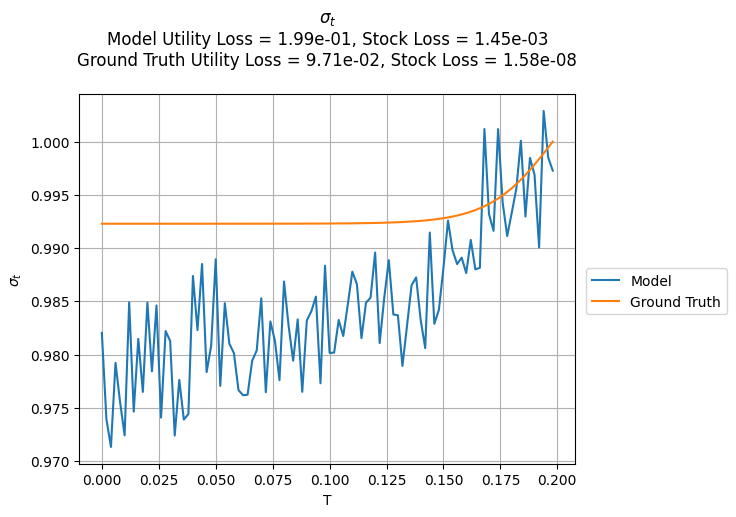 σₜ
Model Utility Loss = 1.99e-01, Stock Loss = 1.45e-03
Ground Truth Utility Loss = 9.71e-02, Stock Loss = 1.58e-08
1.000
0.995
0.990
0.985
0.980
0.975
0.970
σₜ
0.000 0.025 0.050 0.075 0.100 0.125 0.150 0.175 0.200
T
Model
Ground Truth